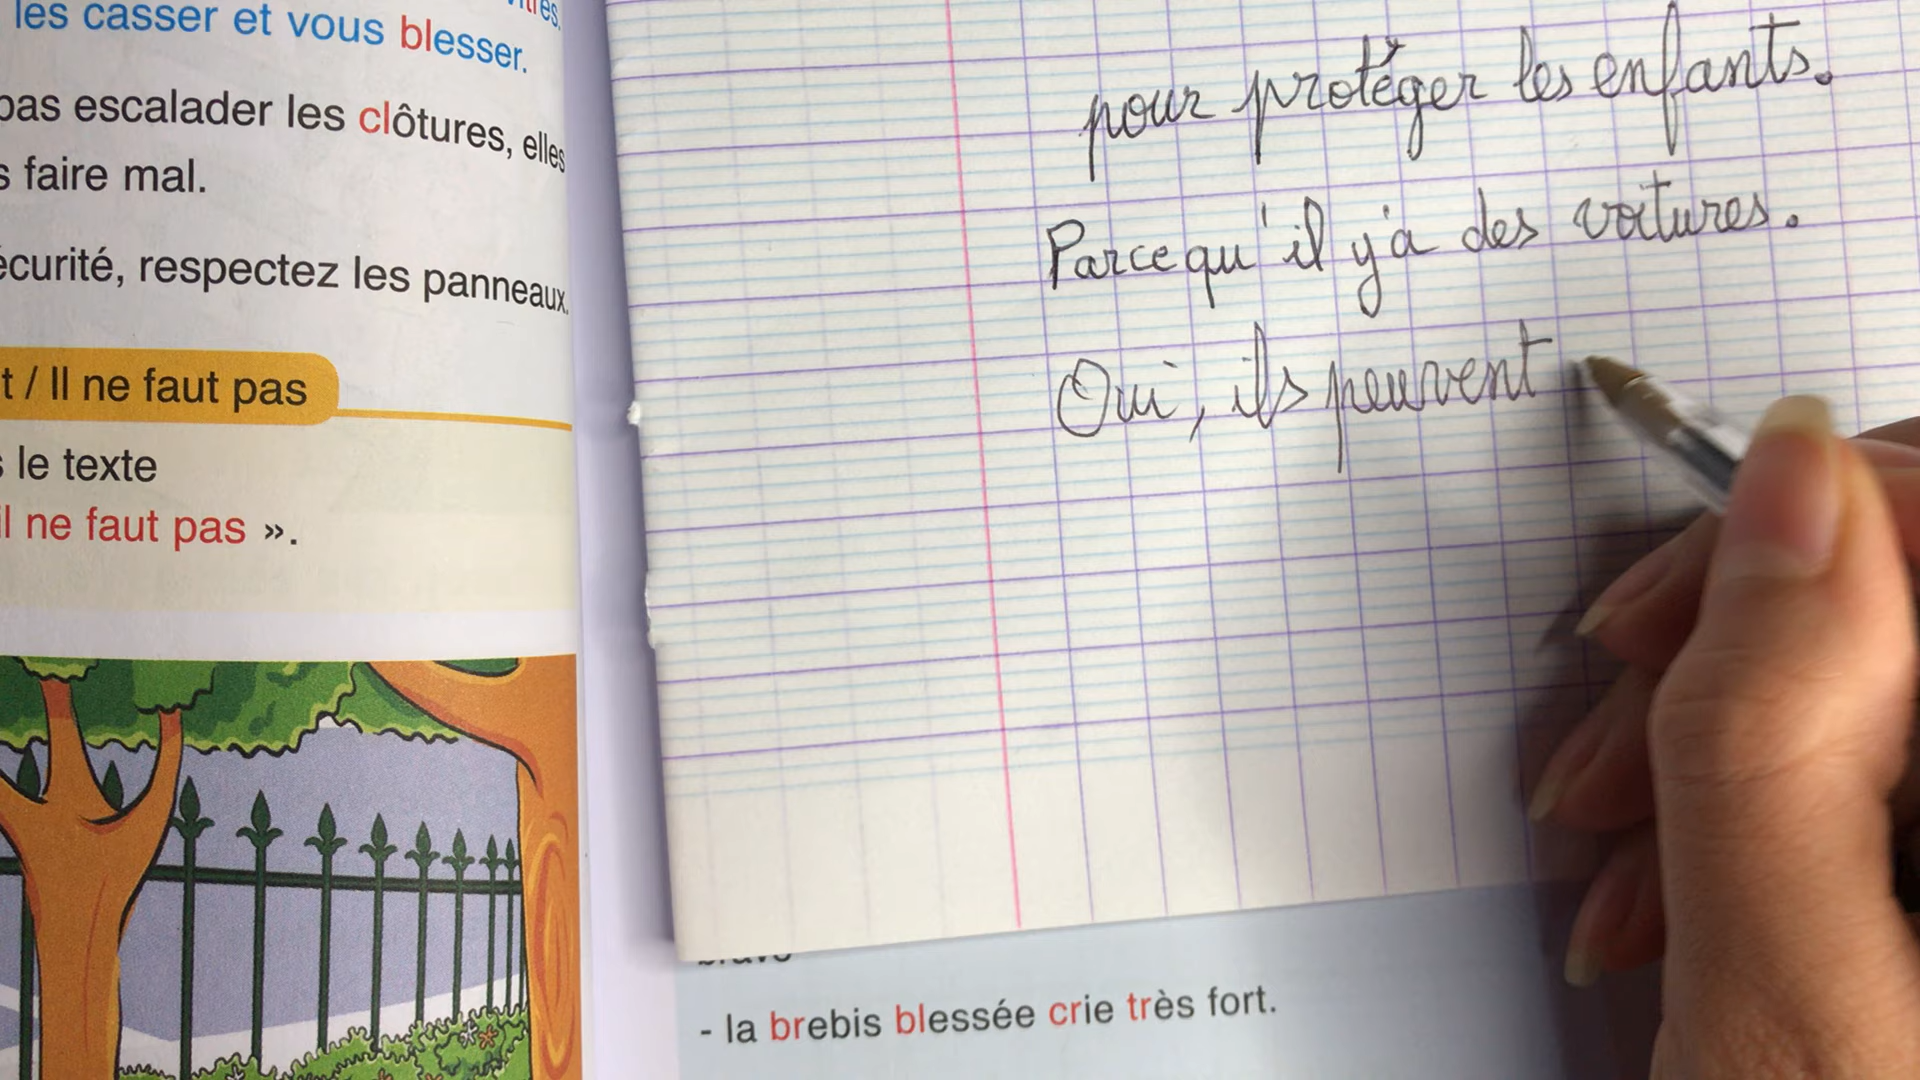 les casser et vous blesser.
pas escalader les clôtures, elles
s faire mal.
écurité, respectez les panneaux.
t / Il ne faut pas
s le texte
il ne faut pas ».
pour protéger les enfants.
Parce qu'il y'a des voitures.
Oui, ils peuvent
- la brebis blessée crie très fort.